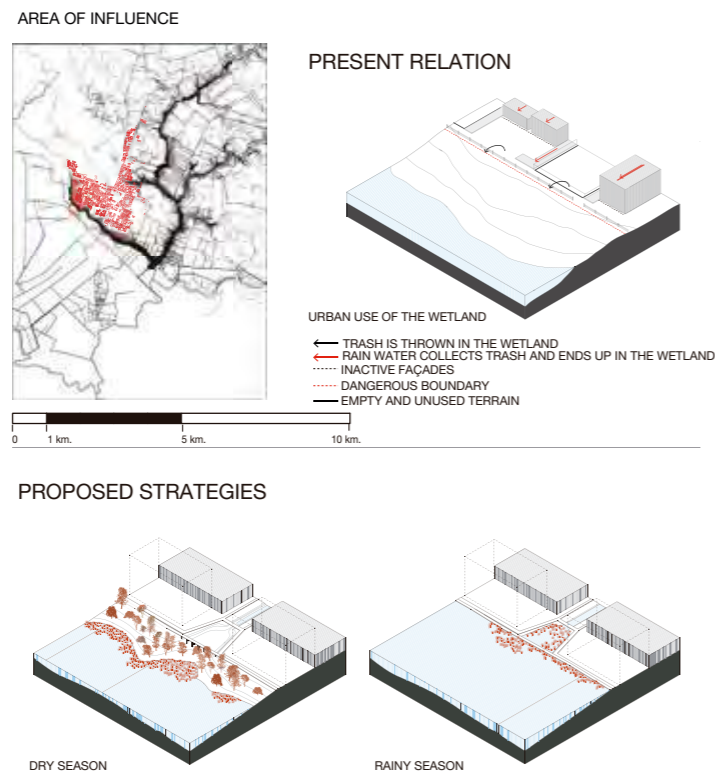 AREA OF INFLUENCE
PRESENT RELATION
URBAN USE OF THE WETLAND
TRASH IS THROWN IN THE WETLAND
RAIN WATER COLLECTS TRASH AND ENDS UP IN THE WETLAND
INACTIVE FAÇADES
DANGEROUS BOUNDARY
EMPTY AND UNUSED TERRAIN
0 1 km. 5 km. 10 km.
PROPOSED STRATEGIES
DRY SEASON
RAINY SEASON